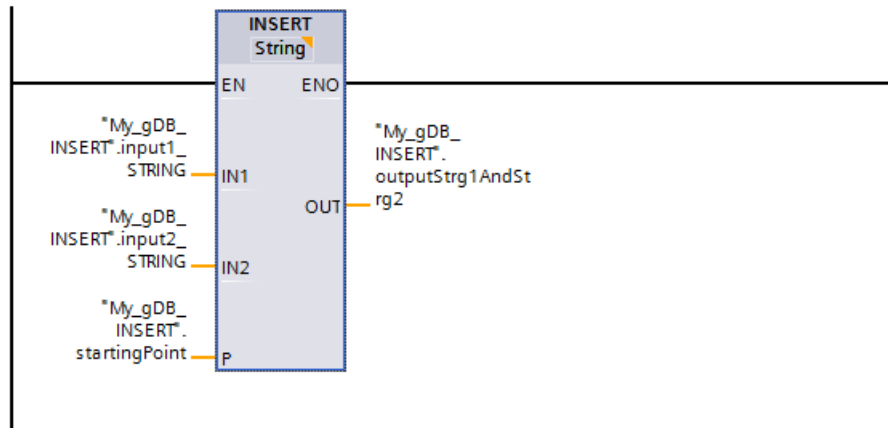 INSERT
String
EN ENO
"My_gDB_
INSERT".input1_
STRING
IN1
"My_gDB_
INSERT".
outputStrg1AndSt
rg2
OUT
"My_gDB_
INSERT".input2_
STRING
IN2
"My_gDB_
INSERT".
startingPoint
P